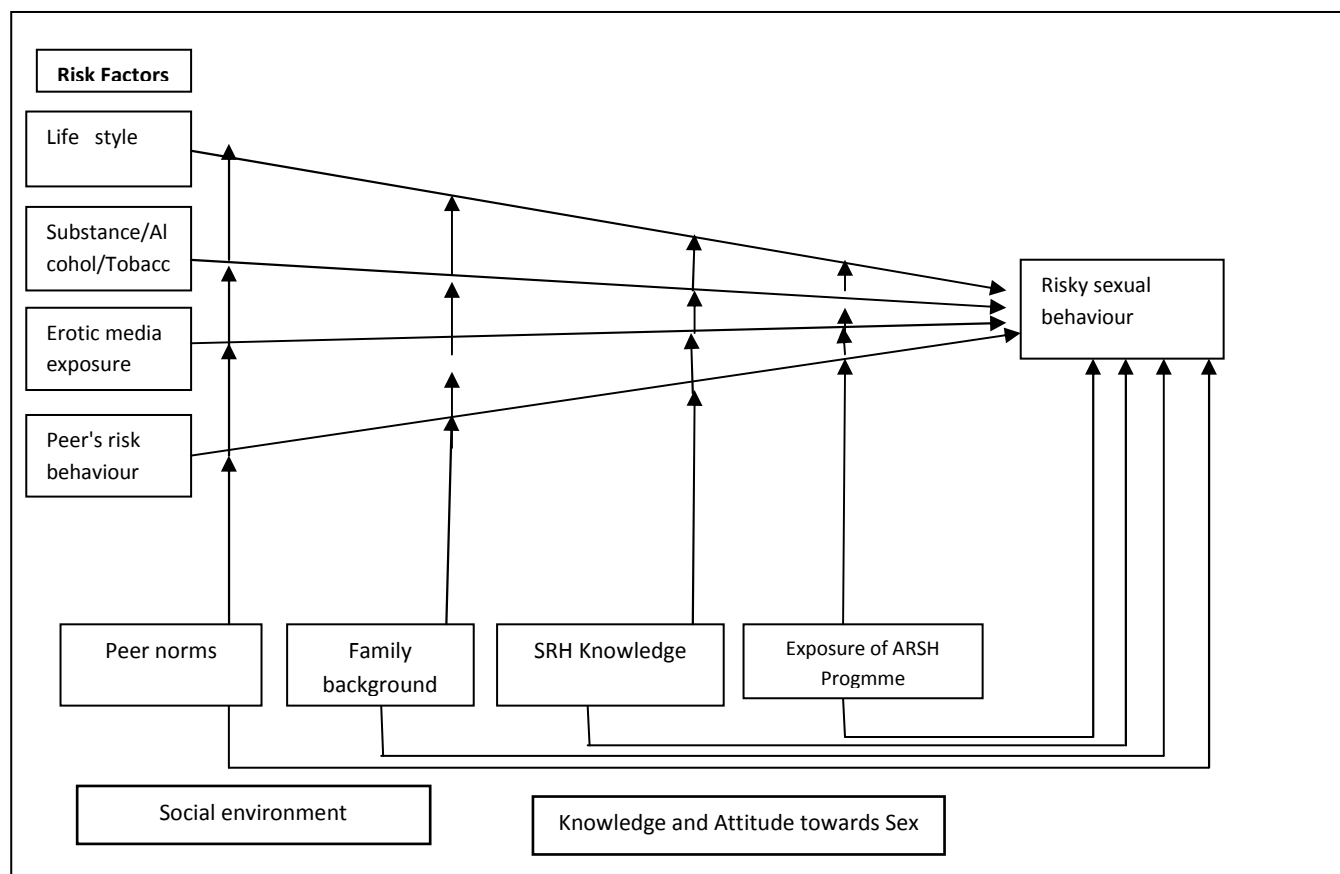 Risk Factors
Life style
Substance/Al
cohol/Tobacc
Erotic media
exposure
Peer's risk
behaviour
Risky sexual
behaviour
Peer norms
Family
background
SRH Knowledge
Exposure of ARSH
Progmme
Social environment
Knowledge and Attitude towards Sex